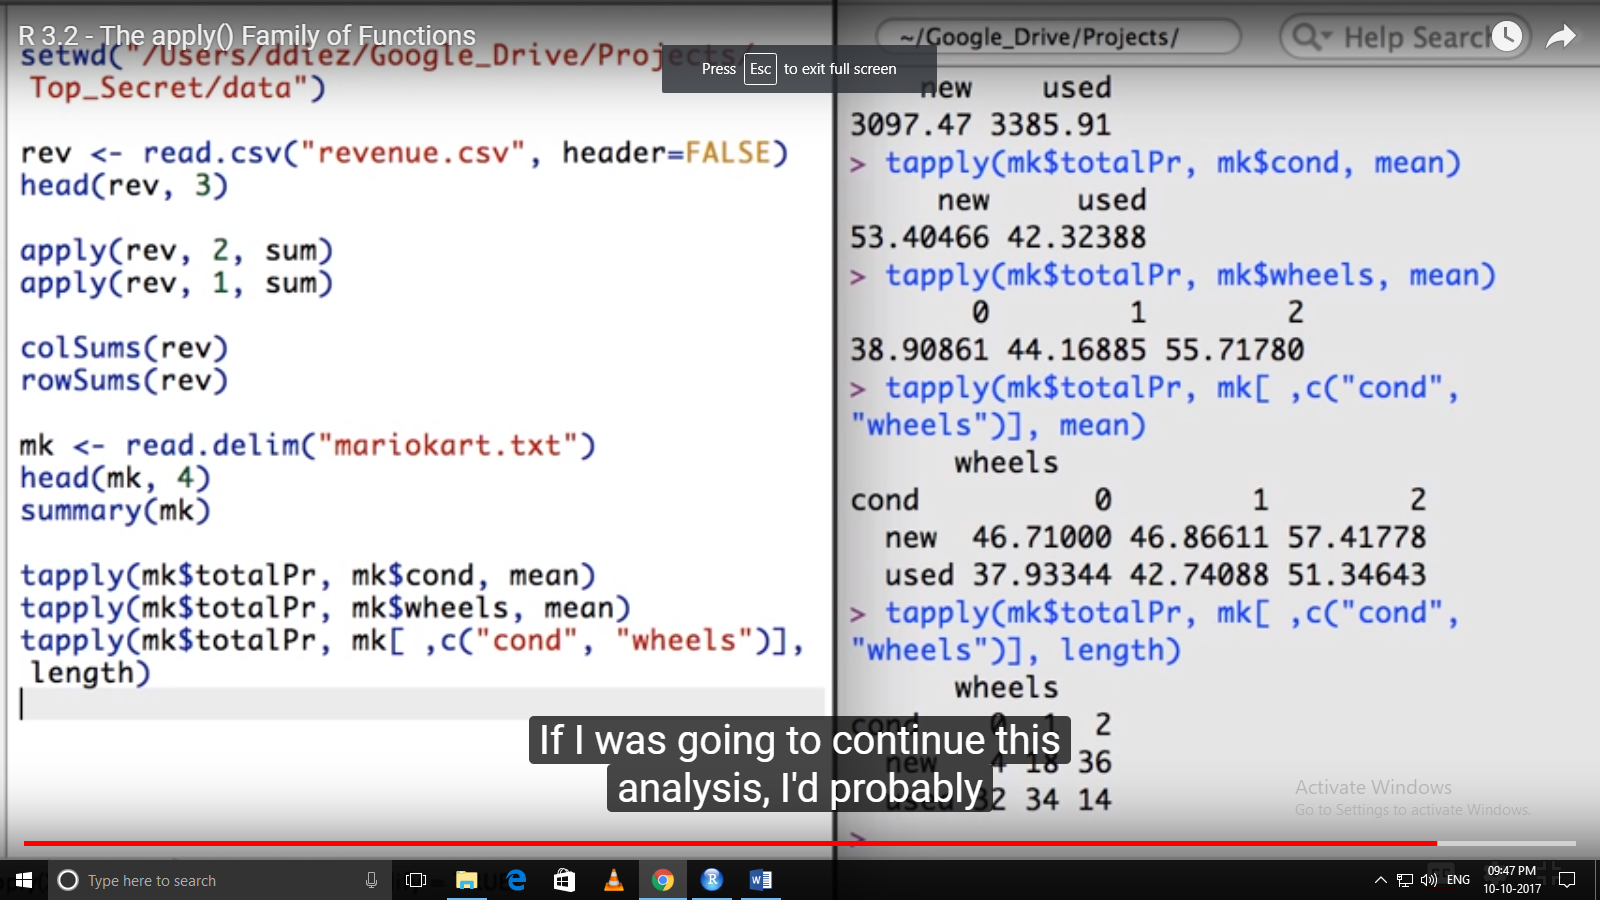 R 3.2 - The apply() Family of Functions
setwd("/Users/ddiez/Google_Drive/Projects/
Top_Secret/data")
rev <- read.csv("revenue.csv", header=FALSE)
head(rev, 3)
apply(rev, 2, sum)
apply(rev, 1, sum)
colSums(rev)
rowSums(rev)
mk <- read.delim("mariokart.txt")
head(mk, 4)
summary(mk)
tapply(mk$totalPr, mk$cond, mean)
tapply(mk$totalPr, mk$wheels, mean)
tapply(mk$totalPr, mk[ ,c("cond", "wheels")],
length)
Press Esc to exit full screen
~/Google_Drive/Projects/
Help Search
new used
3097.47 3385.91
> tapply(mk$totalPr, mk$cond, mean)
new used
53.40466 42.32388
> tapply(mk$totalPr, mk$wheels, mean)
0 1 2
38.90861 44.16885 55.71780
> tapply(mk$totalPr, mk[ ,c("cond",
"wheels")], mean)
wheels
cond 0 1 2
new 46.71000 46.86611 57.41778
used 37.93344 42.74088 51.34643
> tapply(mk$totalPr, mk[ ,c("cond",
"wheels")], length)
wheels
cond 0 1 2
new 4 18 36
used 32 34 14
>
If I was going to continue this
analysis, I'd probably
Activate Windows
Go to Settings to activate Windows.
Type here to search
ENG
09:47 PM
10-10-2017